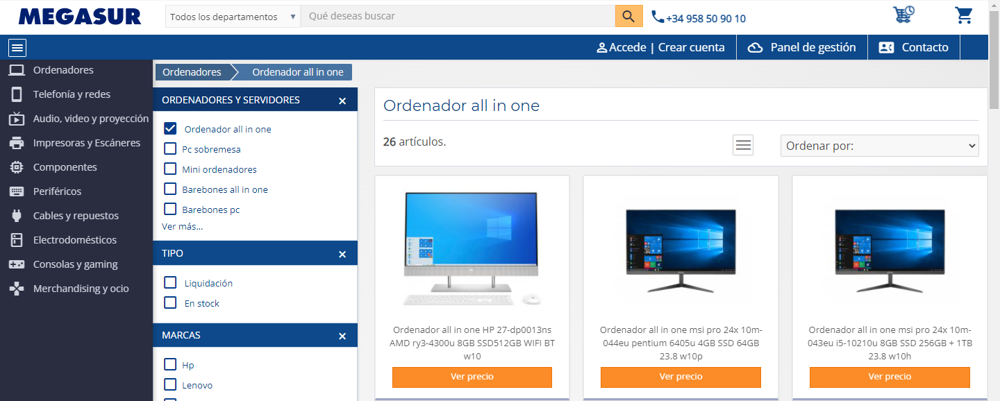 MEGASUR
Todos los departamentos
Qué deseas buscar
+34 958 50 90 10
Accede | Crear cuenta
Panel de gestión
Contacto
Ordenadores
Telefonía y redes
Audio, video y proyección
Impresoras y Escáneres
Componentes
Periféricos
Cables y repuestos
Electrodomésticos
Consolas y gaming
Merchandising y ocio
Ordenadores
Ordenador all in one
ORDENADORES Y SERVIDORES
Ordenador all in one
Pc sobremesa
Mini ordenadores
Barebones all in one
Barebones pc
Ver más...
TIPO
Liquidación
En stock
MARCAS
Hp
Lenovo
Ordenador all in one
26 artículos.
Ordenar por:
Ordenador all in one HP 27-dp0013ns
AMD ry3-4300u 8GB SSD512GB WIFI BT
w10
Ver precio
Ordenador all in one msi pro 24x 10m-
044eu pentium 6405u 4GB SSD 64GB
23.8 w10p
Ver precio
Ordenador all in one msi pro 24x 10m-
043eu i5-10210u 8GB SSD 256GB + 1TB
23.8 w10h
Ver precio